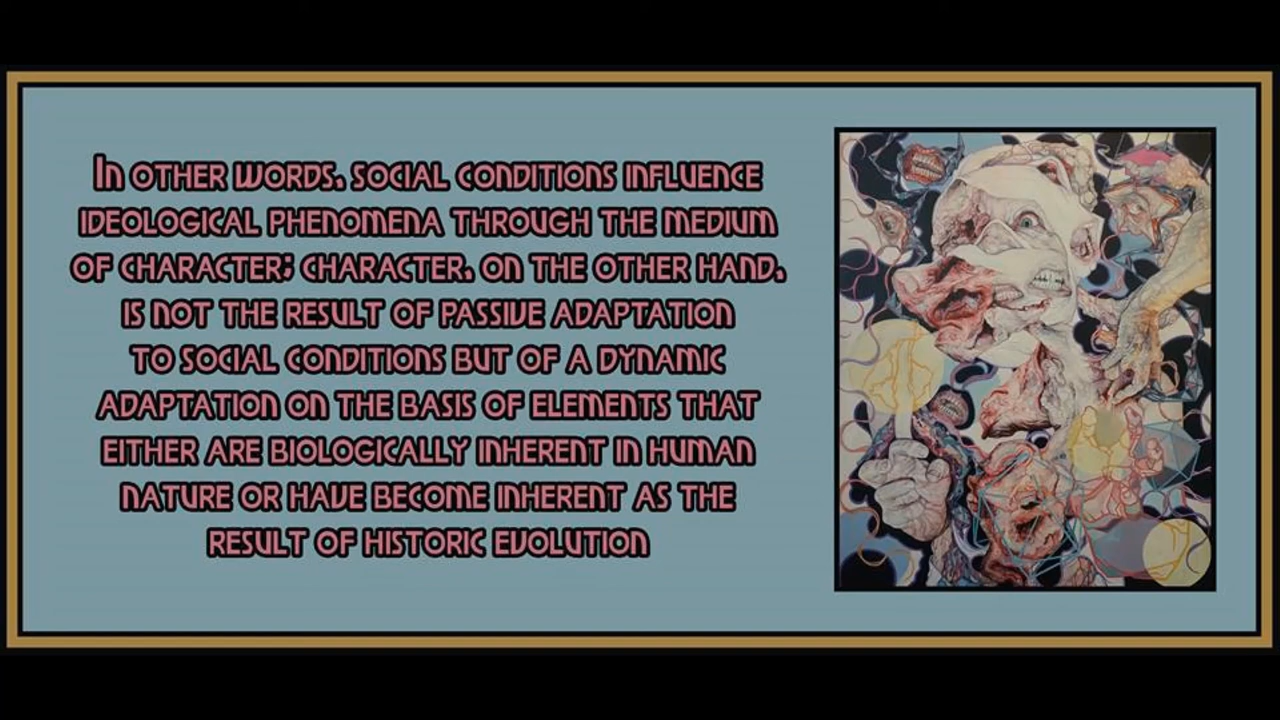 In other words, social conditions influence
ideological phenomena through the medium
of character; character, on the other hand,
is not the result of passive adaptation
to social conditions but of a dynamic
adaptation on the basis of elements that
either are biologically inherent in human
nature or have become inherent as the
result of historic evolution